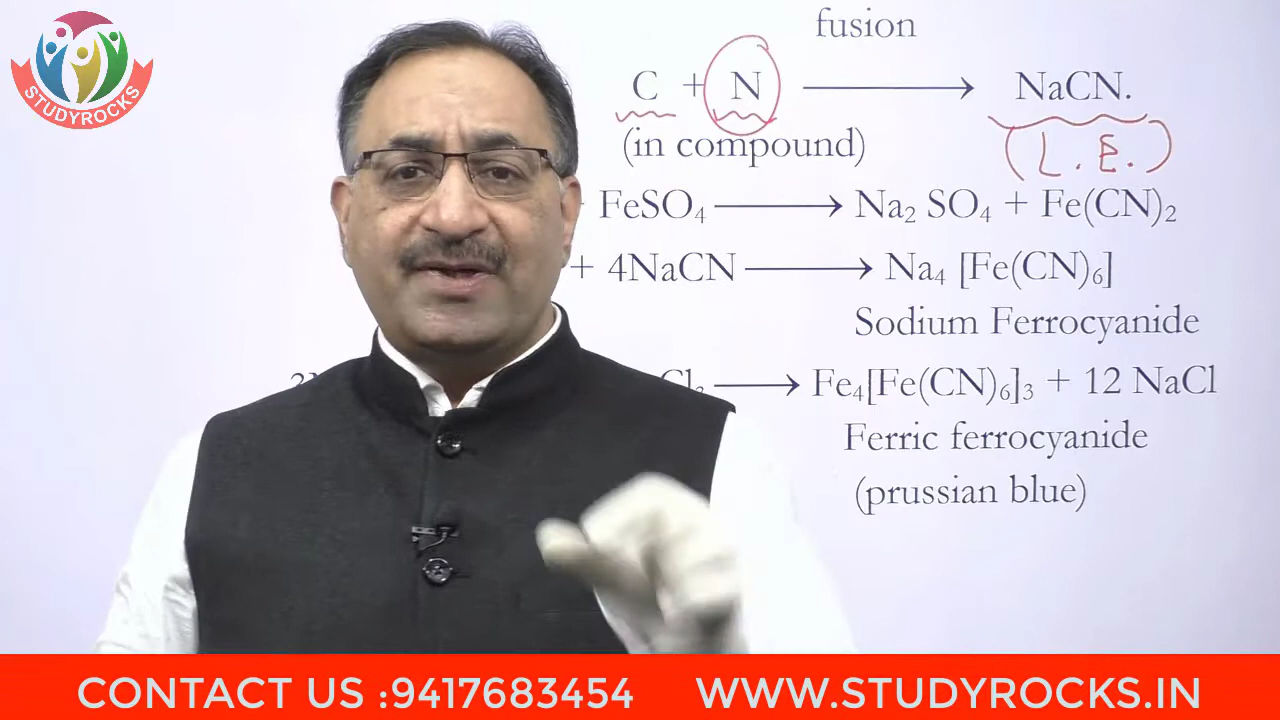 STUDYROCKS
fusion
C + N ⟶ NaCN.
(in compound)
(L.E.)
FeSO₄ ⟶ Na₂ SO₄ + Fe(CN)₂
+ 4NaCN ⟶ Na₄ [Fe(CN)₆]
Sodium Ferrocyanide
⟶ Fe₄[Fe(CN)₆]₃ + 12 NaCl
Ferric ferrocyanide
(prussian blue)
CONTACT US :9417683454 WWW.STUDYROCKS.IN